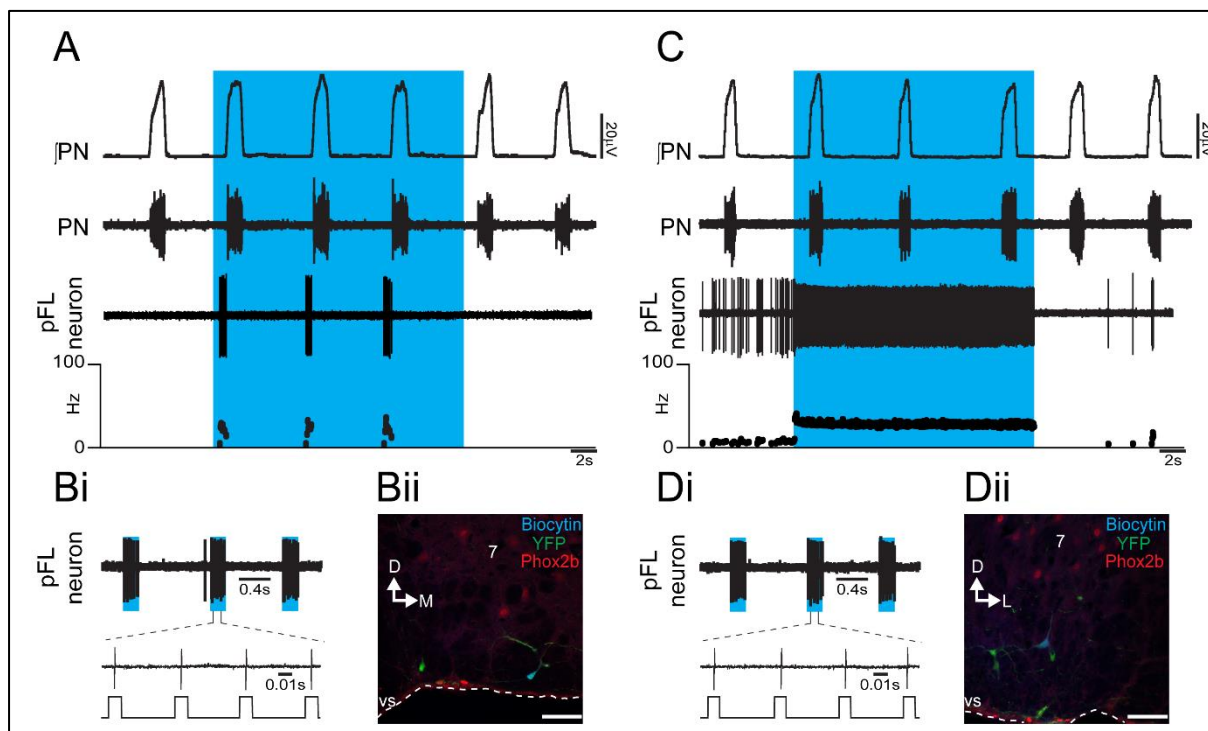 A
∫PN
20µV
PN
pFL
neuron
100
Hz
0
2s
C
∫PN
20µV
PN
pFL
neuron
100
Hz
0
2s
Bi
pFL
neuron
0.4s
0.01s
Bii
Biocytin
YFP
Phox2b
7
D
M
vs
Di
pFL
neuron
0.4s
0.01s
Dii
Biocytin
YFP
Phox2b
7
D
L
vs